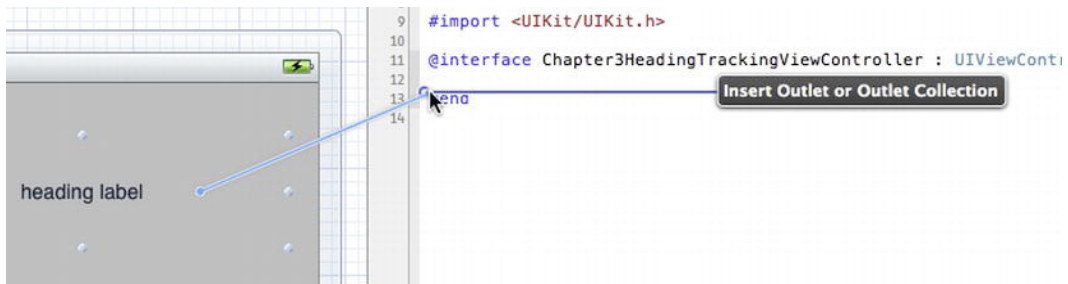 9 #import <UIKit/UIKit.h>
10
11 @interface Chapter3HeadingTrackingViewController : UIViewContr
12
Insert Outlet or Outlet Collection
13 @end
14
heading label